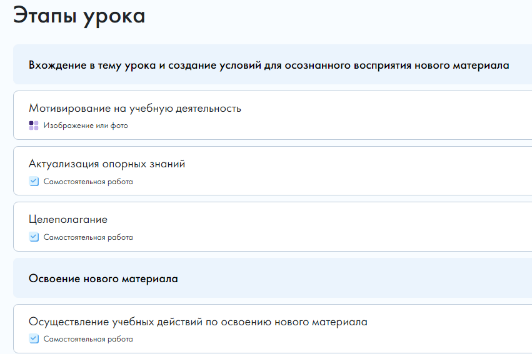 Этапы урока
Вхождение в тему урока и создание условий для осознанного восприятия нового материала
Мотивирование на учебную деятельность
Изображение или фото
Актуализация опорных знаний
Самостоятельная работа
Целеполагание
Самостоятельная работа
Освоение нового материала
Осуществление учебных действий по освоению нового материала
Самостоятельная работа